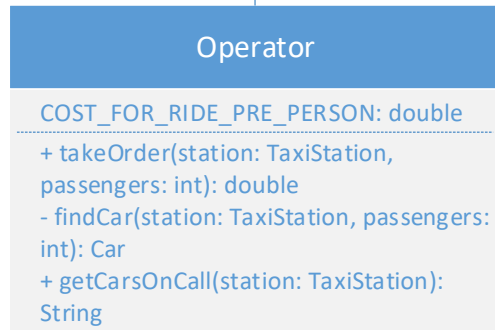 Operator
COST_FOR_RIDE_PRE_PERSON: double
+ takeOrder(station: TaxiStation,
passengers: int): double
- findCar(station: TaxiStation, passengers:
int): Car
+ getCarsOnCall(station: TaxiStation):
String